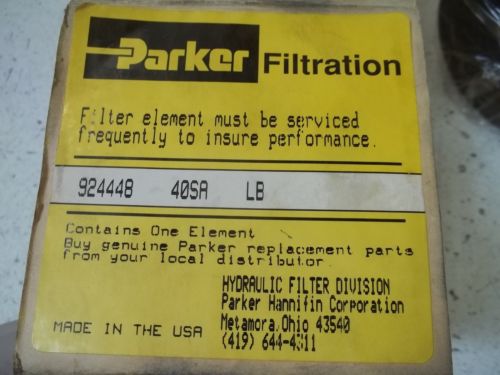 Parker Filtration
Filter element must be serviced
frequently to insure performance.
924448 40SA LB
Contains One Element
Buy genuine Parker replacement parts
from your local distributor
HYDRAULIC FILTER DIVISION
Parker Hannifin Corporation
Metamora, Ohio 43540
(419) 644-4311
MADE IN THE USA